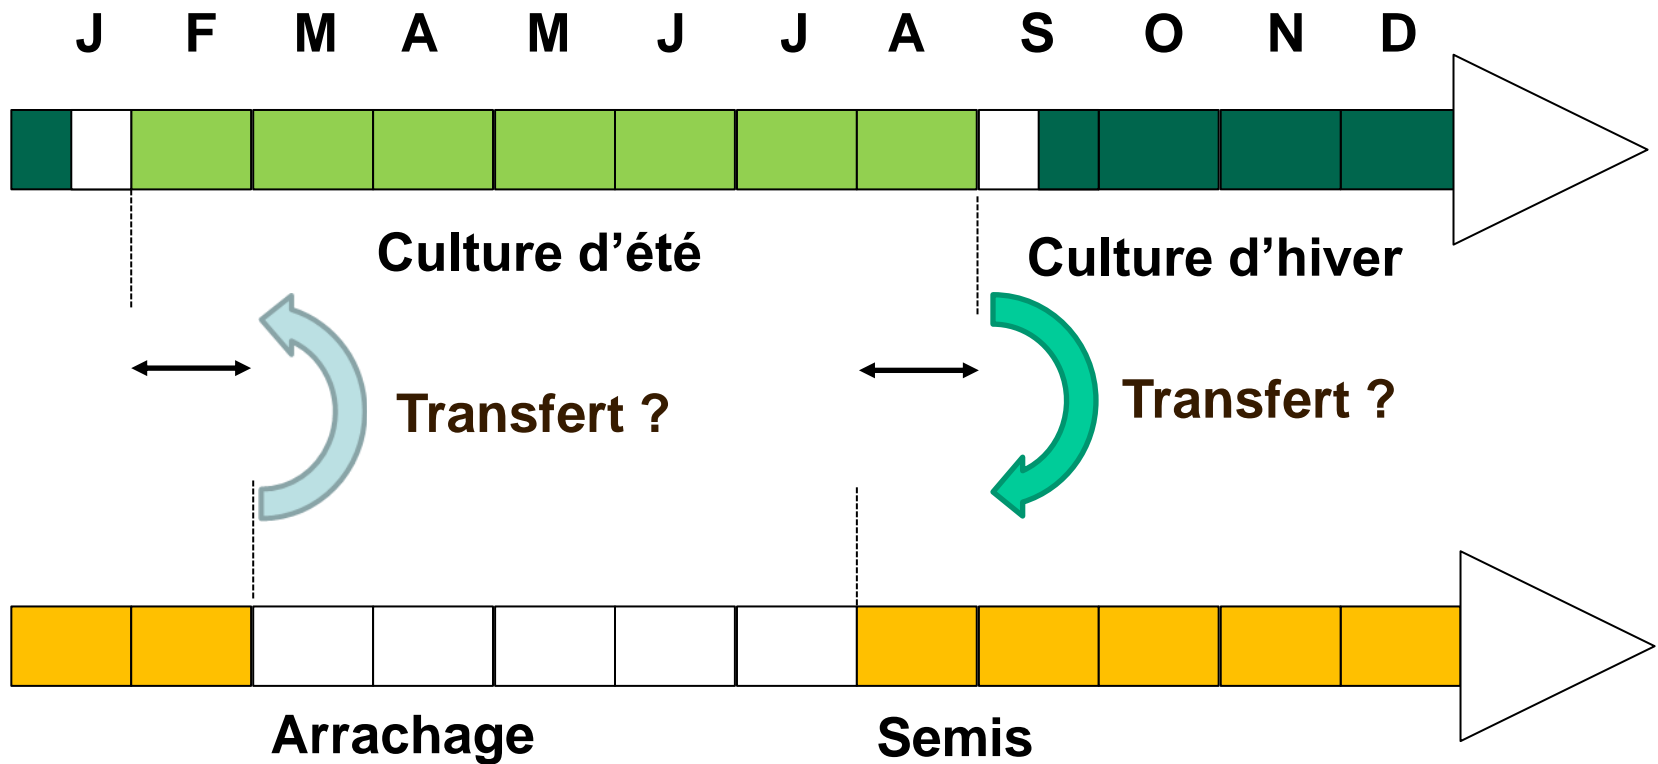 J F M A M J J A S O N D
Culture d’été
Culture d’hiver
Transfert ?
Transfert ?
Arrachage
Semis